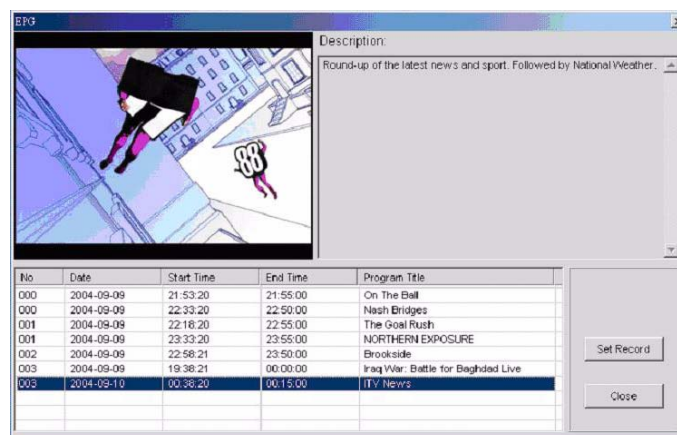 EPG
Description:
Round-up of the latest news and sport. Followed by National Weather.
88
No Date Start Time End Time Program Title
000 2004-09-09 21:53:20 21:55:00 On The Ball
000 2004-09-09 22:33:20 22:50:00 Nash Bridges
001 2004-09-09 22:18:20 22:55:00 The Goal Rush
001 2004-09-09 23:33:20 23:55:00 NORTHERN EXPOSURE
002 2004-09-09 22:58:21 23:50:00 Brookside
003 2004-09-09 19:38:21 00:00:00 Iraq War: Battle for Baghdad Live
003 2004-09-10 00:38:20 00:15:00 ITV News
Set Record
Close